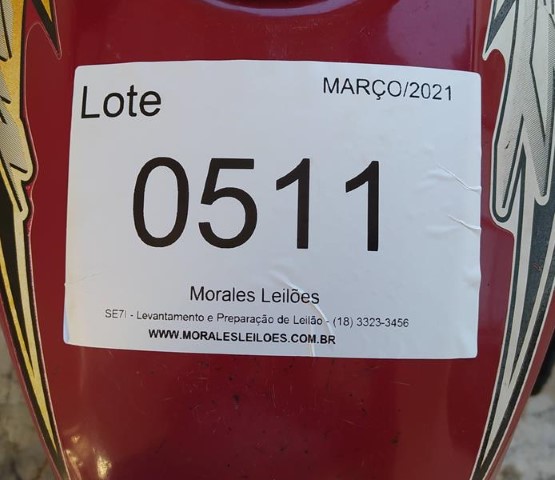 Lote
MARÇO/2021
0511
Morales Leilões
SE7I - Levantamento e Preparação de Leilão - (18) 3323-3456
WWW.MORALESLEILOES.COM.BR